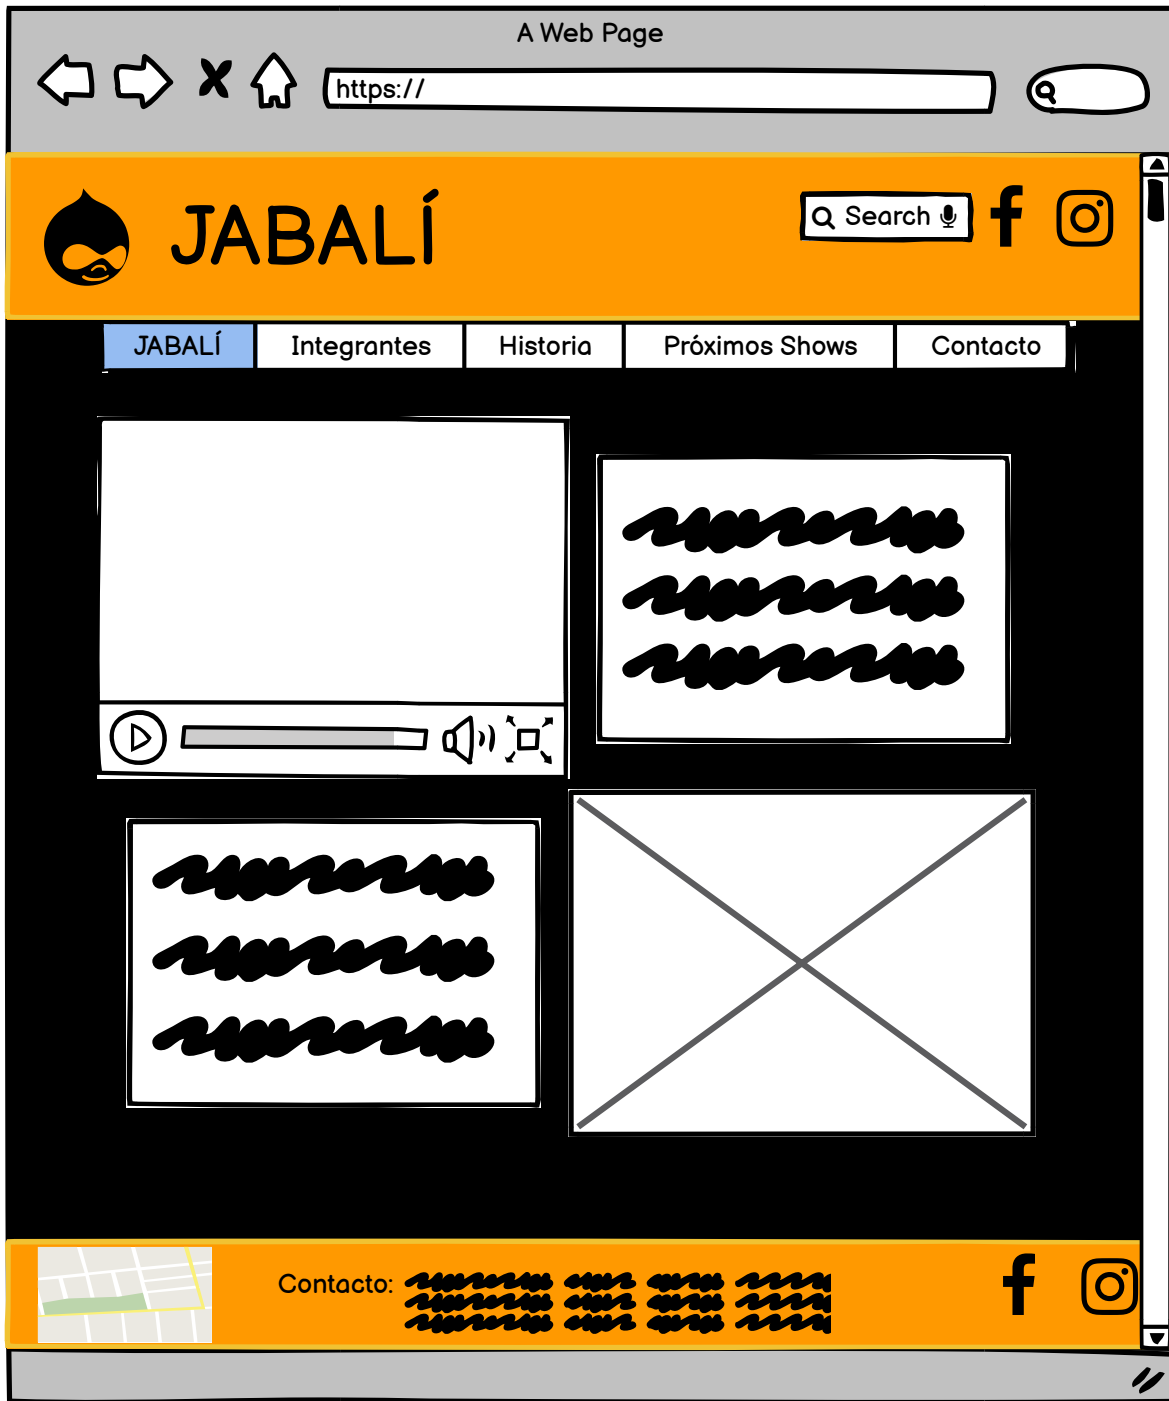 A Web Page
https://
JABALÍ
Search
JABALÍ
Integrantes
Historia
Próximos Shows
Contacto
Contacto: